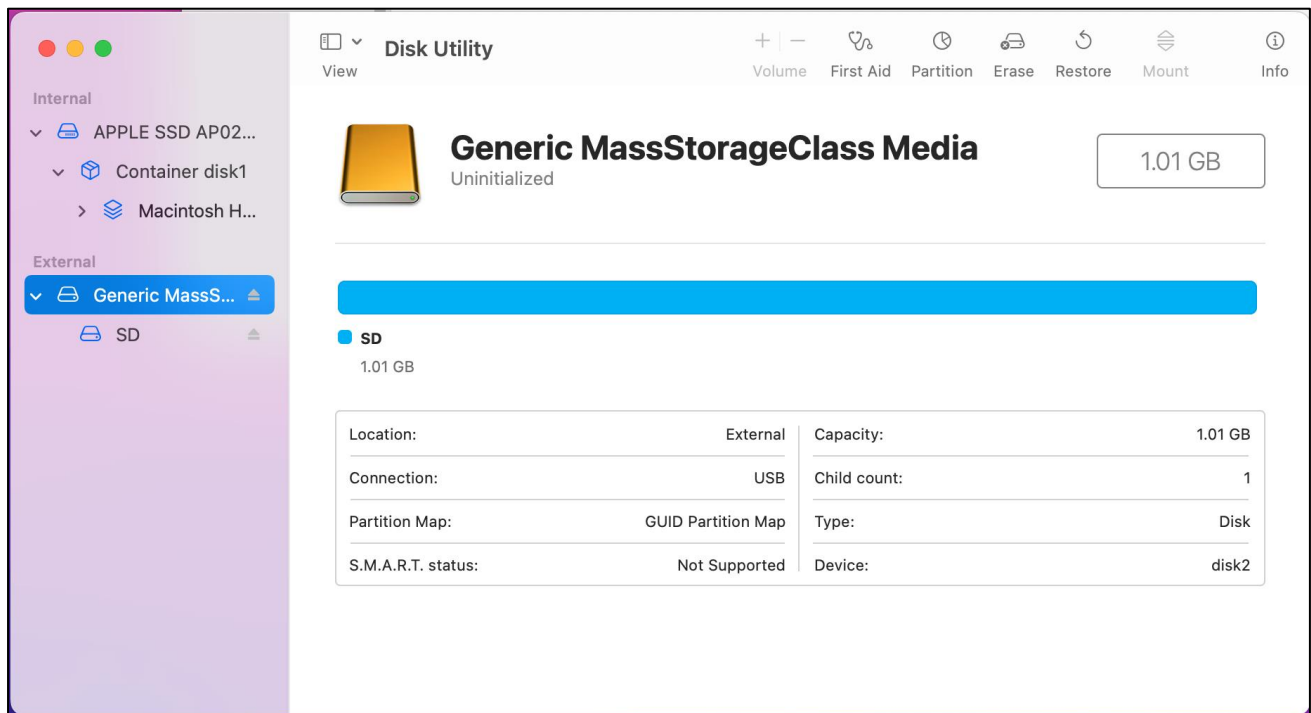 Disk Utility
View
Volume
First Aid
Partition
Erase
Restore
Mount
Info
Internal
APPLE SSD AP02...
Container disk1
Macintosh H...
External
Generic MassS...
SD
Generic MassStorageClass Media
Uninitialized
1.01 GB
SD
1.01 GB
Location: External
Capacity: 1.01 GB
Connection: USB
Child count: 1
Partition Map: GUID Partition Map
Type: Disk
S.M.A.R.T. status: Not Supported
Device: disk2